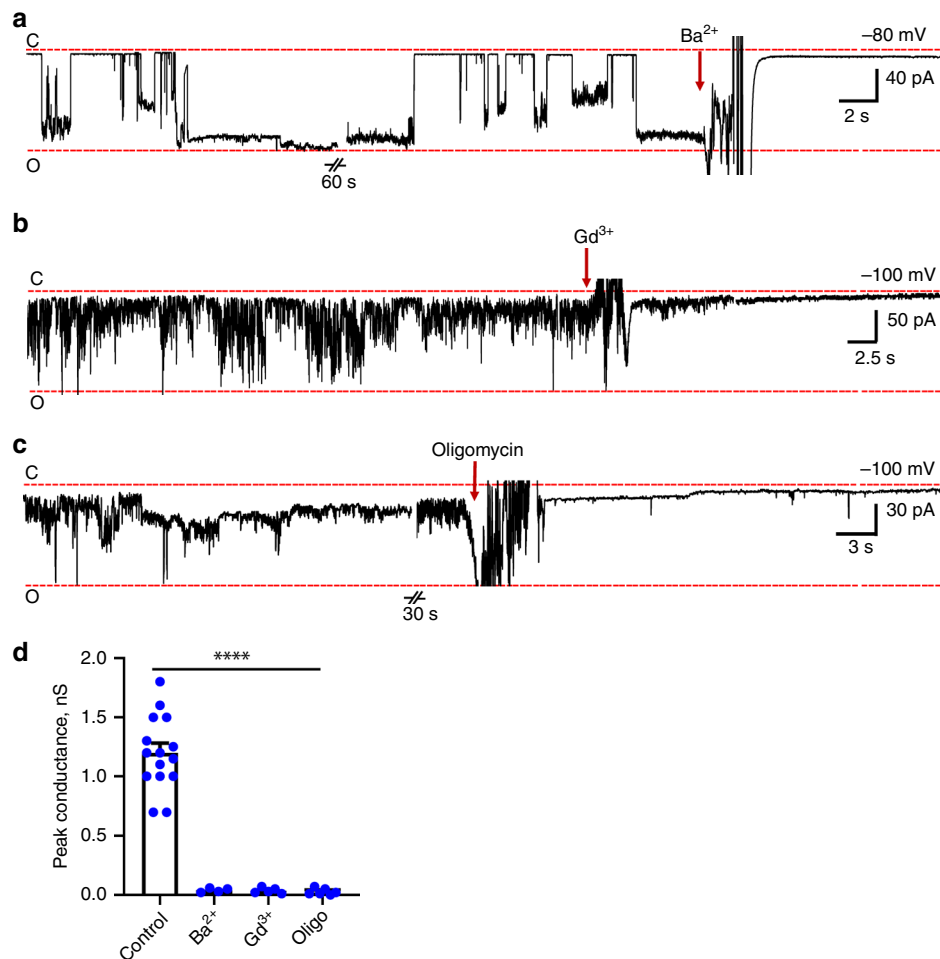 a
C
Ba²⁺
−80 mV
40 pA
2 s
O
60 s
b
Gd³⁺
C
−100 mV
50 pA
2.5 s
O
c
Oligomycin
C
−100 mV
30 pA
3 s
O
30 s
d
2.0
****
1.5
1.0
0.5
0.0
Peak conductance, nS
Control
Ba²⁺
Gd³⁺
Oligo